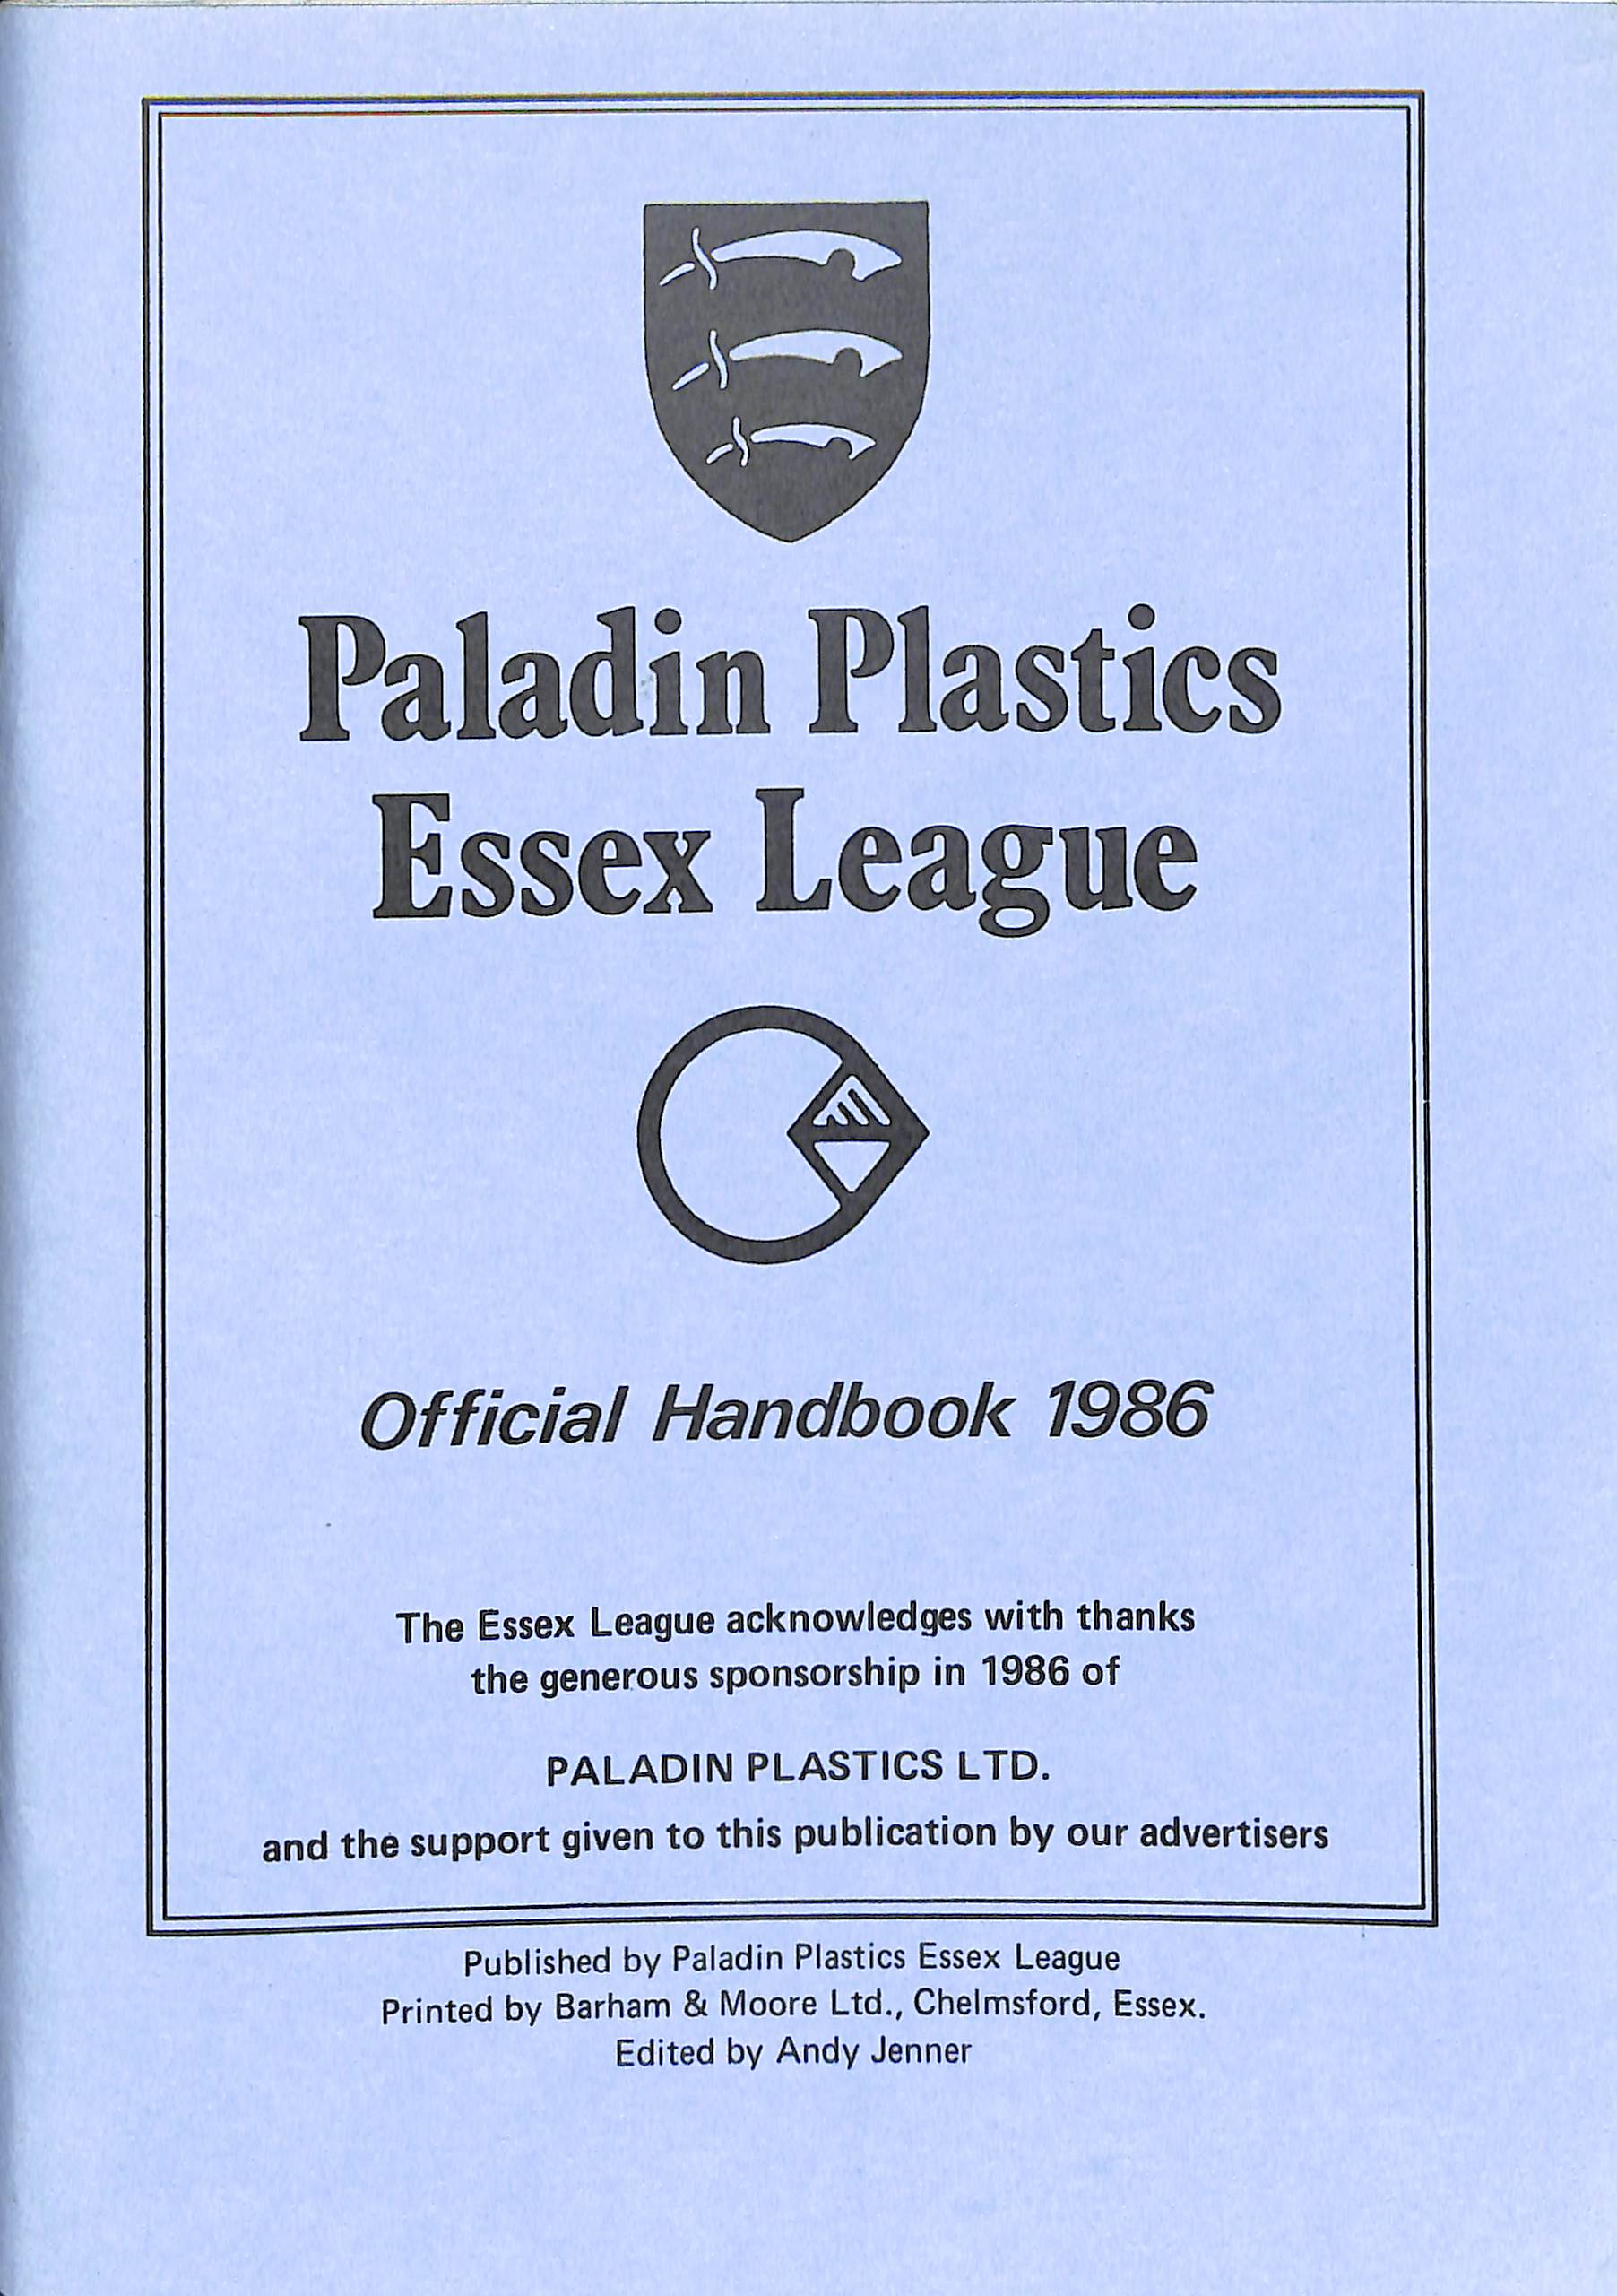 Paladin Plastics
Essex League
Official Handbook 1986
The Essex League acknowledges with thanks
the generous sponsorship in 1986 of
PALADIN PLASTICS LTD.
and the support given to this publication by our advertisers
Published by Paladin Plastics Essex League
Printed by Barham & Moore Ltd., Chelmsford, Essex.
Edited by Andy Jenner